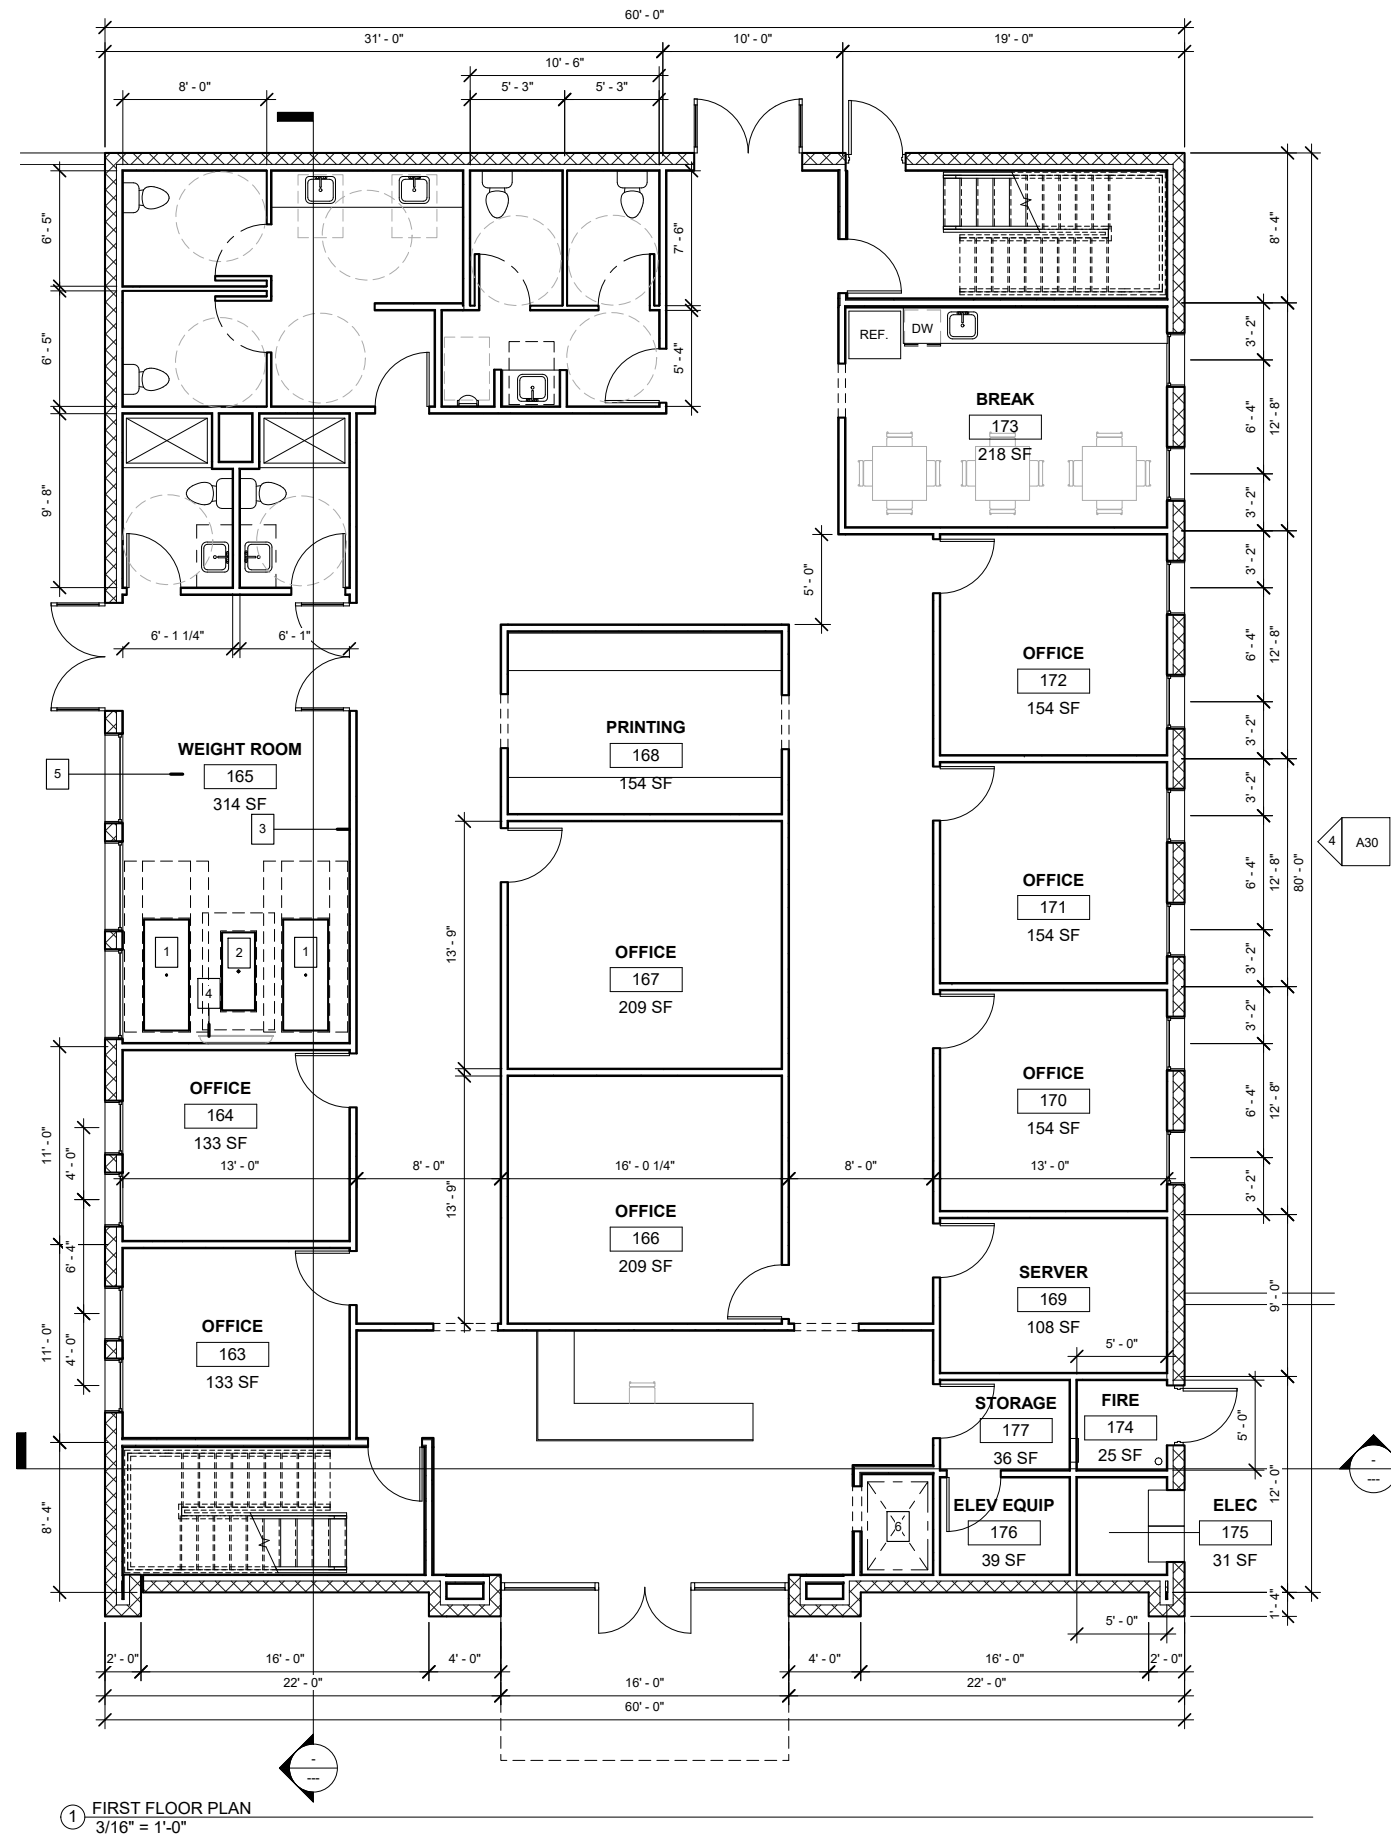 60' - 0"
31' - 0"
10' - 0"
19' - 0"
10' - 6"
8' - 0"
5' - 3"
5' - 3"
6' - 5"
7' - 6"
8' - 4"
6' - 5"
5' - 4"
REF.
DW
3' - 2"
BREAK
173
218 SF
6' - 4"
12' - 8"
9' - 8"
3' - 2"
3' - 2"
5' - 0"
6' - 1 1/4"
6' - 1"
OFFICE
172
154 SF
6' - 4"
12' - 8"
PRINTING
168
154 SF
3' - 2"
WEIGHT ROOM
165
314 SF
5
3
3' - 2"
4
A30
OFFICE
171
154 SF
6' - 4"
12' - 8"
80' - 0"
13' - 9"
OFFICE
167
209 SF
1
2
1
4
3' - 2"
3' - 2"
OFFICE
164
133 SF
OFFICE
170
154 SF
6' - 4"
12' - 8"
11' - 0"
4' - 0"
13' - 0"
8' - 0"
16' - 0 1/4"
8' - 0"
13' - 0"
3' - 2"
13' - 9"
OFFICE
166
209 SF
6' - 4"
SERVER
169
108 SF
9' - 0"
OFFICE
163
133 SF
11' - 0"
4' - 0"
5' - 0"
STORAGE
177
36 SF
FIRE
174
25 SF
5' - 0"
-
---
12' - 0"
8' - 4"
6
ELEV EQUIP
176
39 SF
ELEC
175
31 SF
1' - 4"
5' - 0"
2' - 0"
16' - 0"
4' - 0"
4' - 0"
16' - 0"
2' - 0"
22' - 0"
16' - 0"
22' - 0"
60' - 0"
-
---
1
FIRST FLOOR PLAN
3/16" = 1'-0"